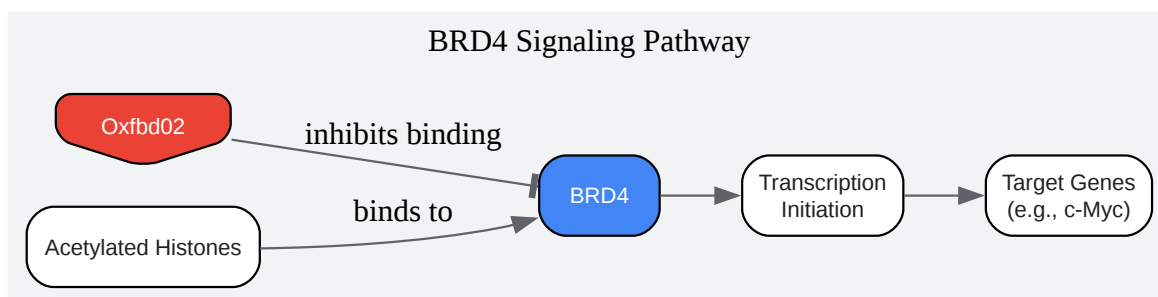 BRD4 Signaling Pathway
Oxfbd02
inhibits binding
BRD4
Transcription
Initiation
Target Genes
(e.g., c-Myc)
binds to
Acetylated Histones